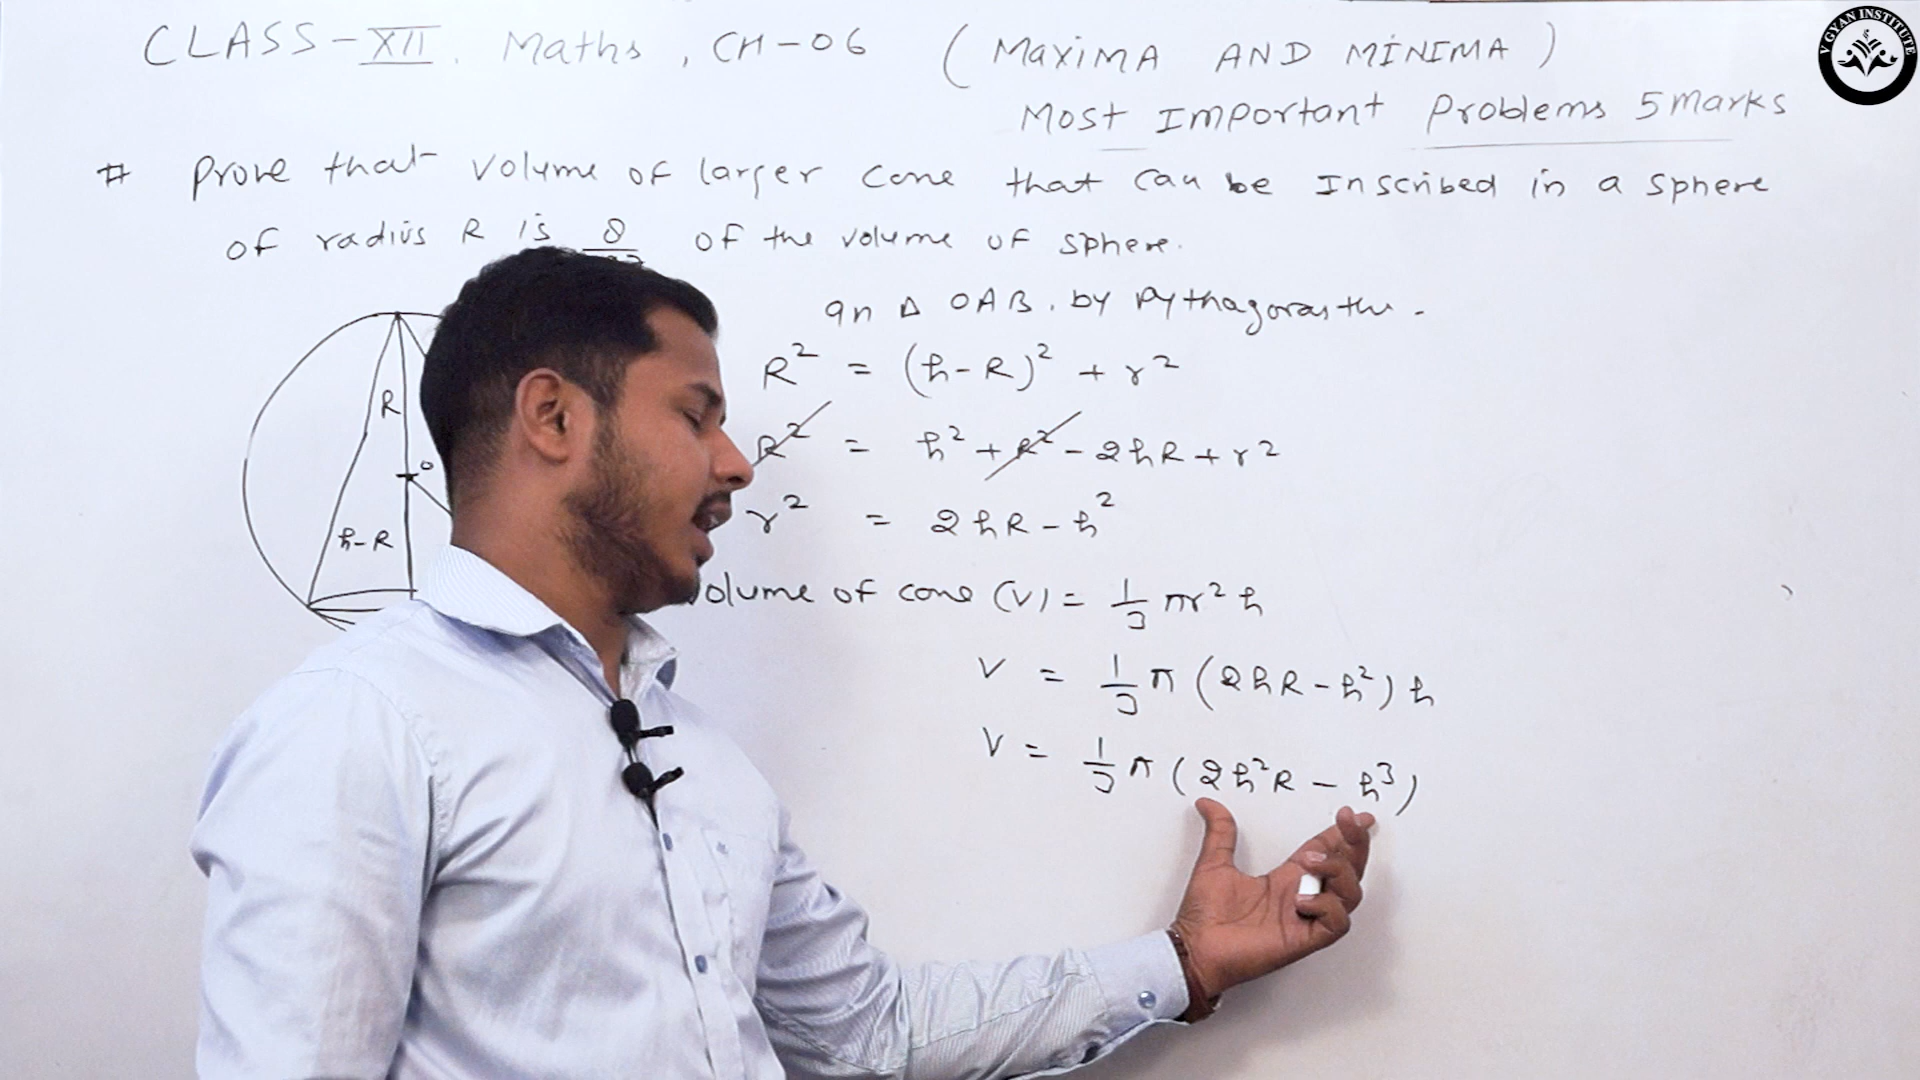 CLASS-XII. Maths, CH-06 (MAXIMA AND MINIMA)
Most Important Problems 5 Marks
# Prove that volume of larger cone that can be Inscribed in a sphere
of radius R is 8/27 of the volume of sphere.
In Δ OAB, by Pythagoras thr.
R² = (h-R)² + r²
R² = h² + R² - 2hR + r²
r² = 2hR - h²
Volume of cone (V) = 1/3 πr²h
V = 1/3 π (2hR - h²) h
V = 1/3 π (2h²R - h³)
R
o
h-R
V GYAN INSTITUTE